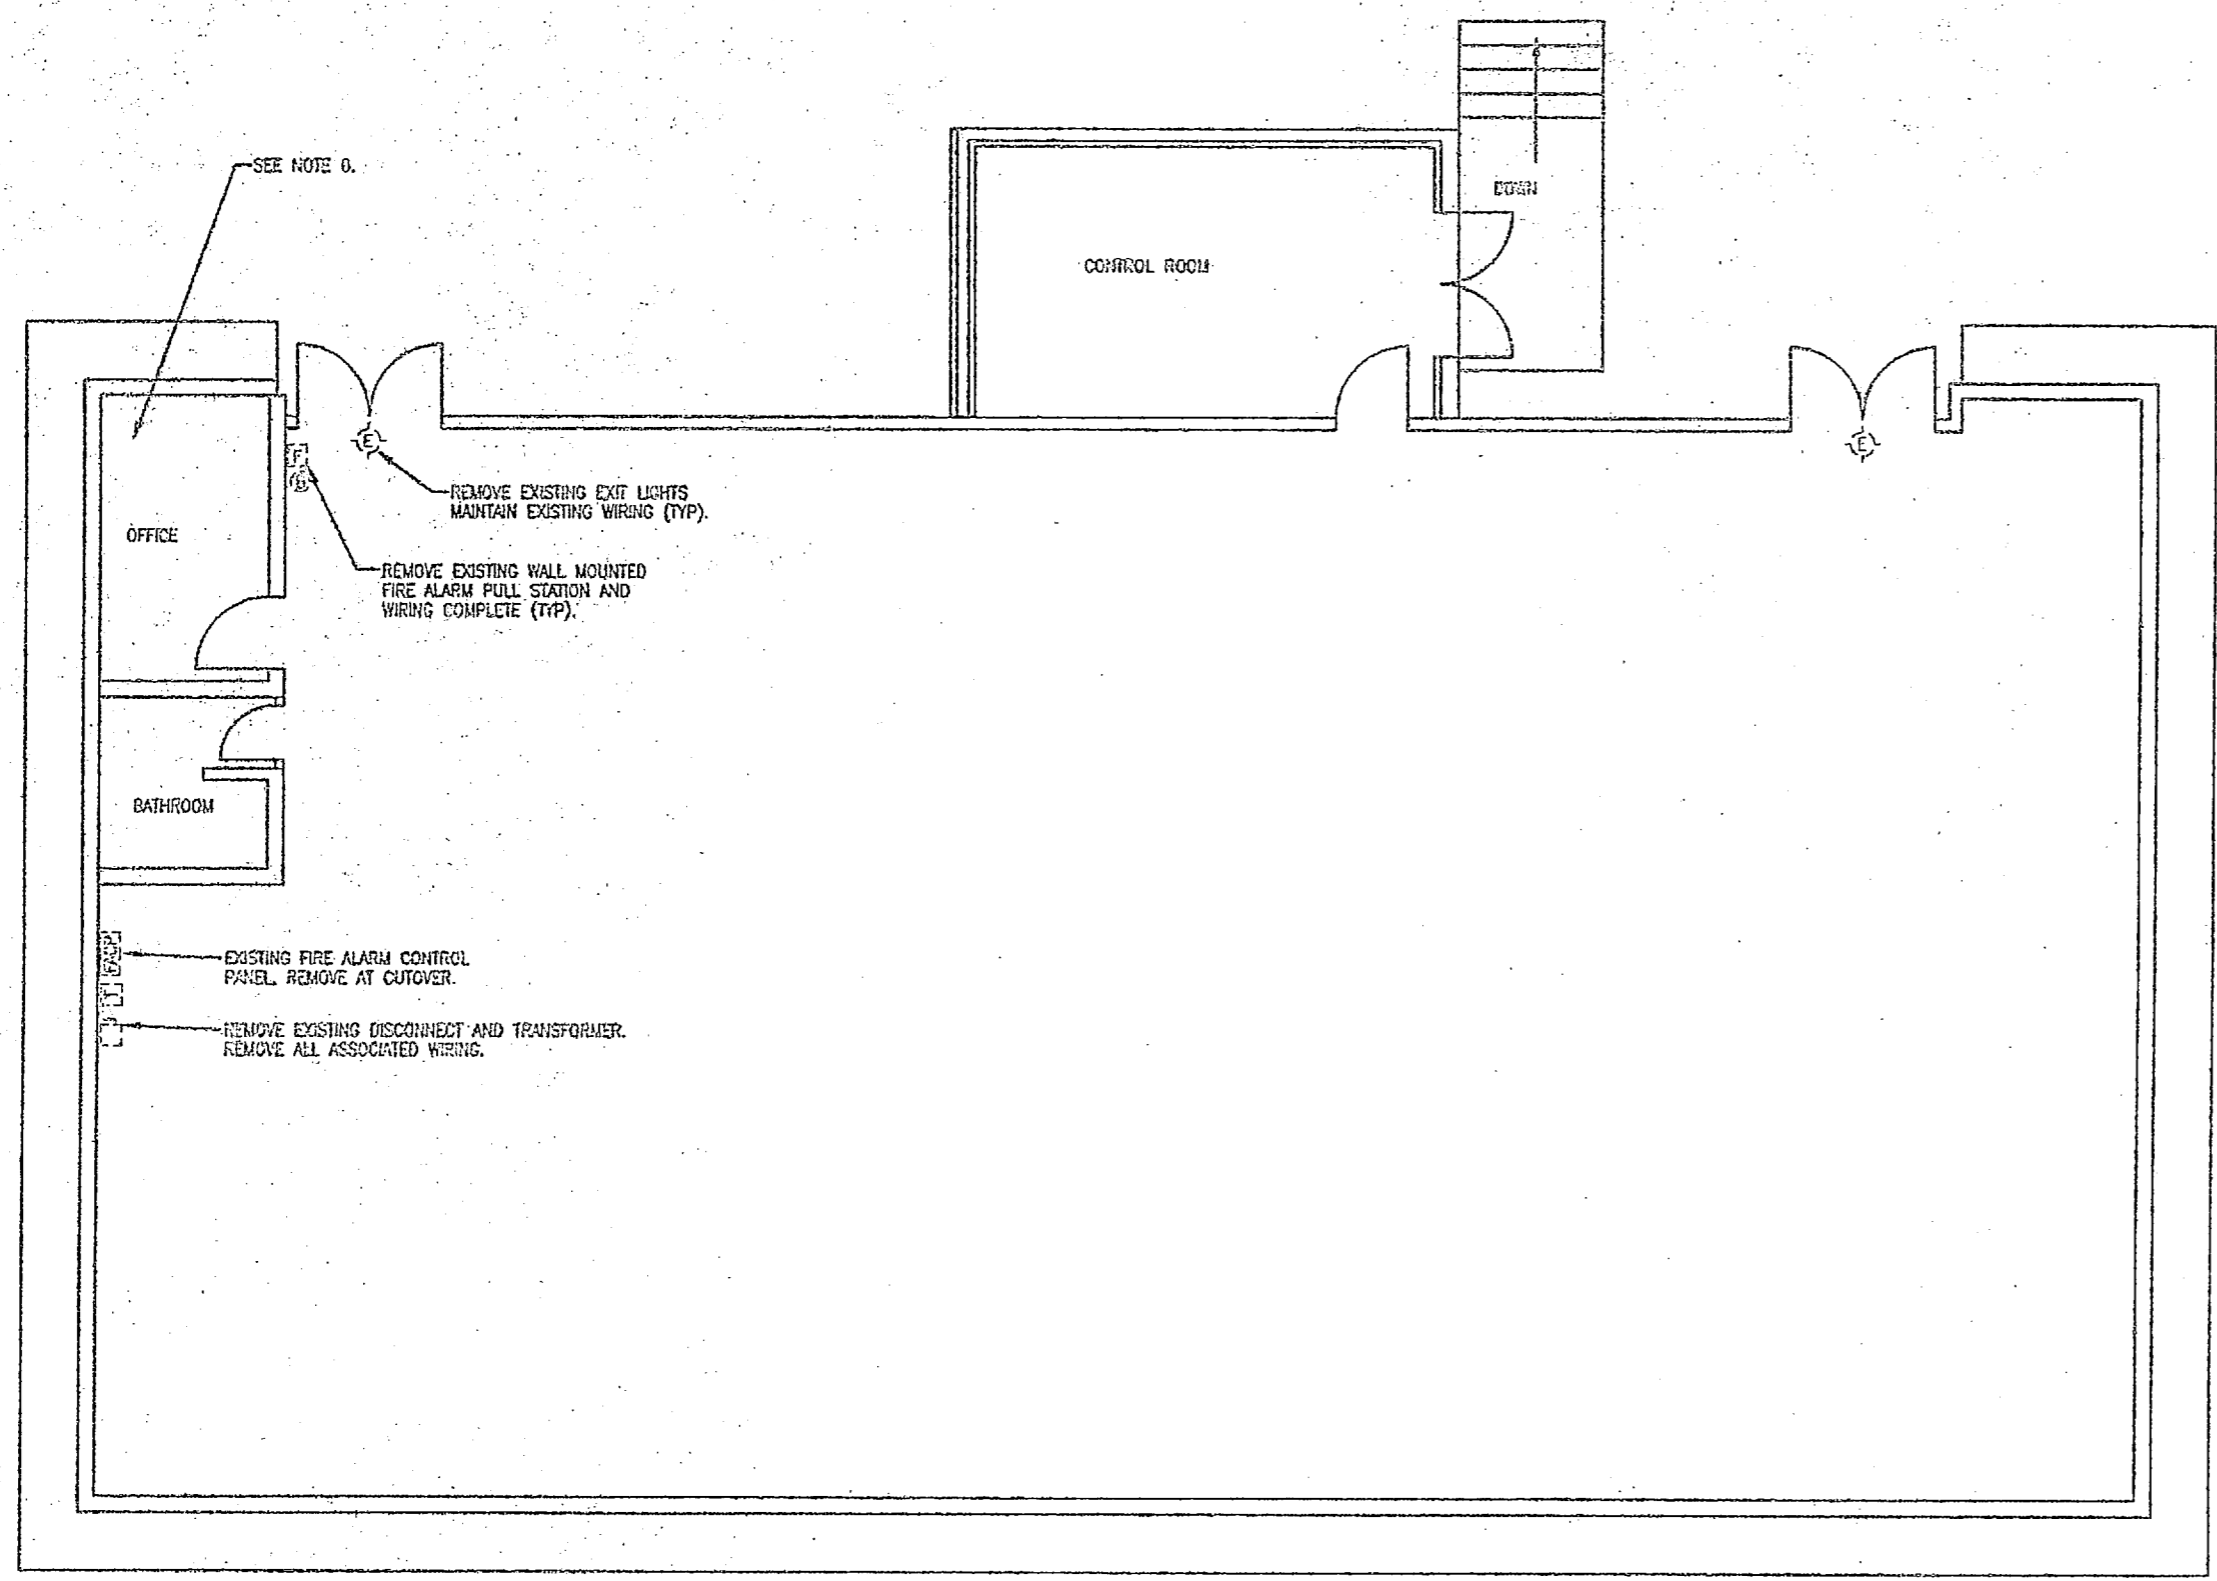 DOWN
SEE NOTE 0.
CONTROL ROOM
E
E
F
REMOVE EXISTING EXIT LIGHTS
MAINTAIN EXISTING WIRING (TYP).
OFFICE
REMOVE EXISTING WALL MOUNTED
FIRE ALARM PULL STATION AND
WIRING COMPLETE (TYP).
BATHROOM
FACP
EXISTING FIRE ALARM CONTROL
PANEL. REMOVE AT CUTOVER.
T
REMOVE EXISTING DISCONNECT AND TRANSFORMER.
REMOVE ALL ASSOCIATED WIRING.